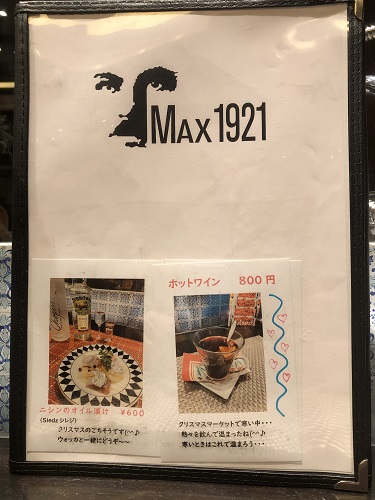 MAX 1921
ニシンのオイル漬け ¥600
(Śledź シレジ)
クリスマスのごちそうです(^^♪
ウォッカと一緒にどうぞ〜〜
ホットワイン 800円
クリスマスマーケットで寒い中・・・
熱々を飲んで温まったね(^^♪
寒いときはこれで温まろう・・・